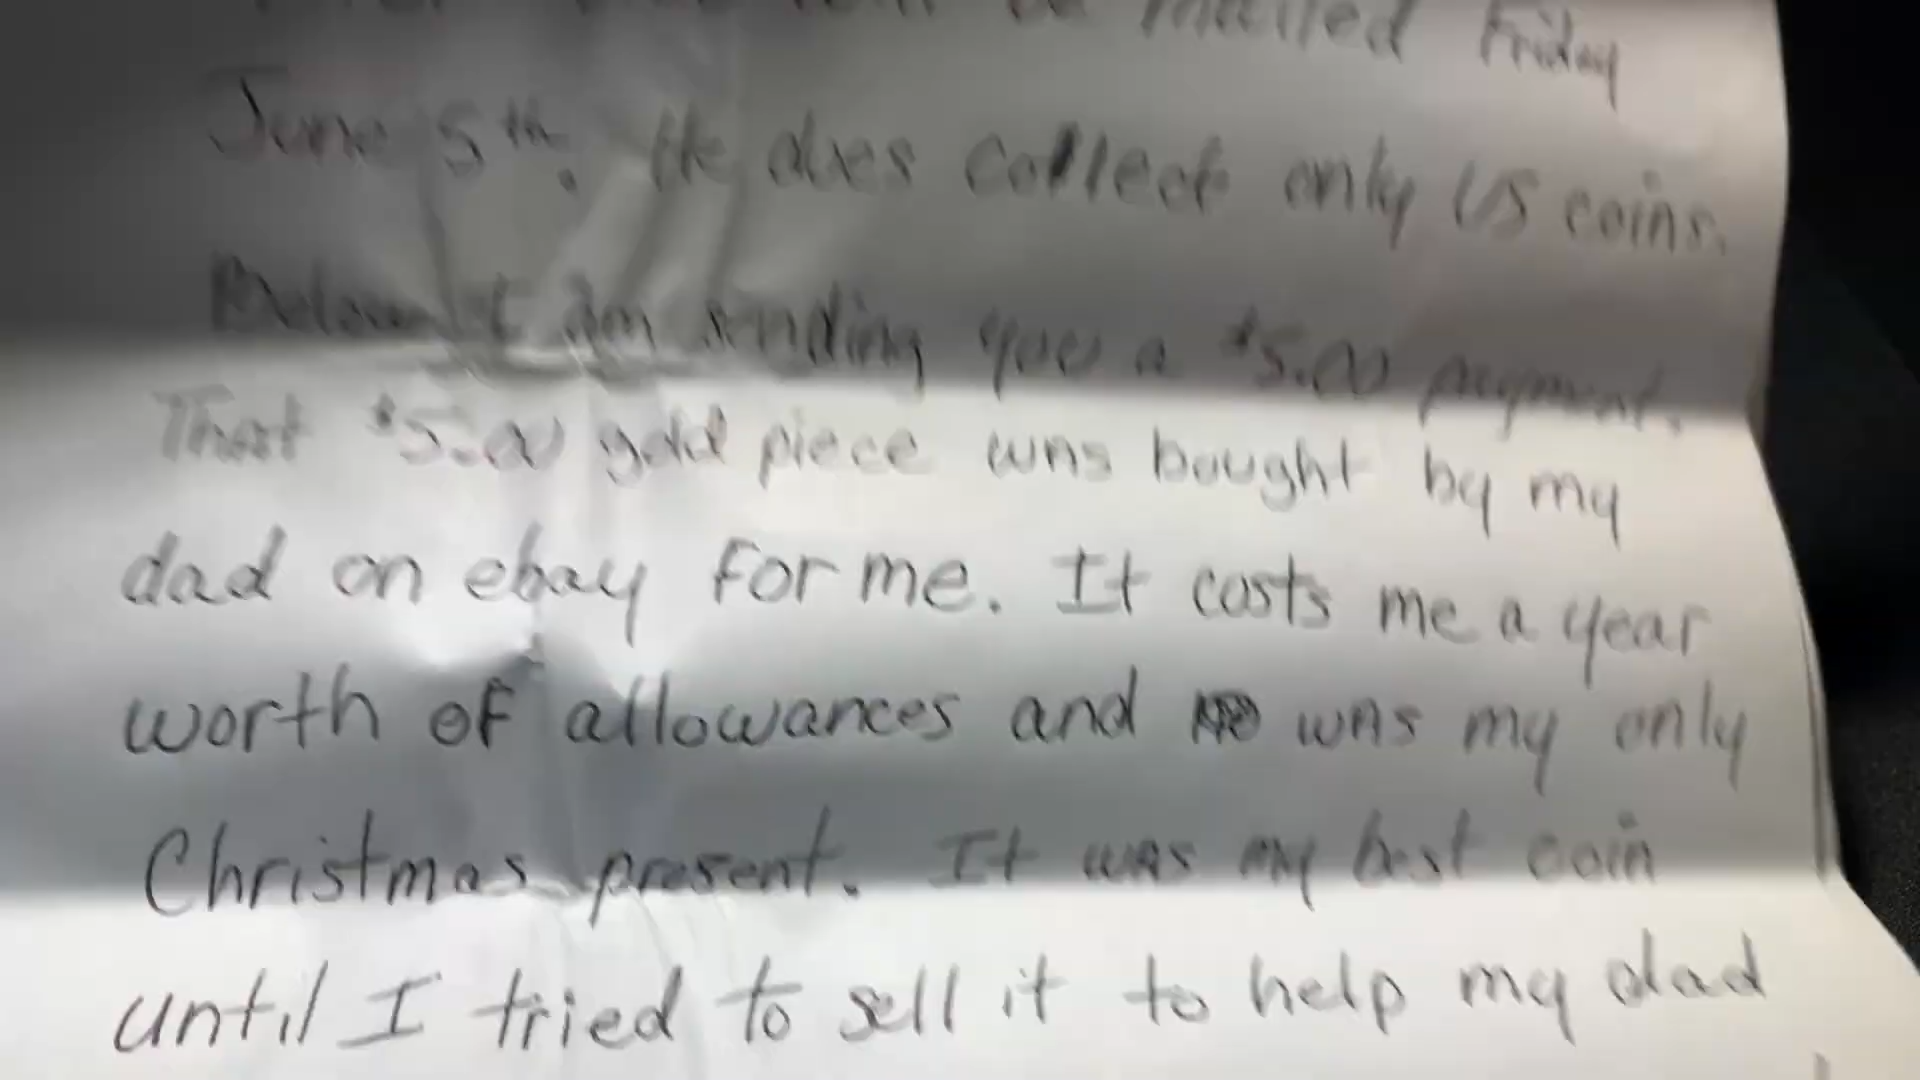 be mailed Friday
June 5th. He does collect only US coins.
I am sending you a $5.00 payment.
That $5.00 gold piece was bought by my
dad on ebay for me. It costs me a year
worth of allowances and was my only
Christmas present. It was my best coin
until I tried to sell it to help my dad